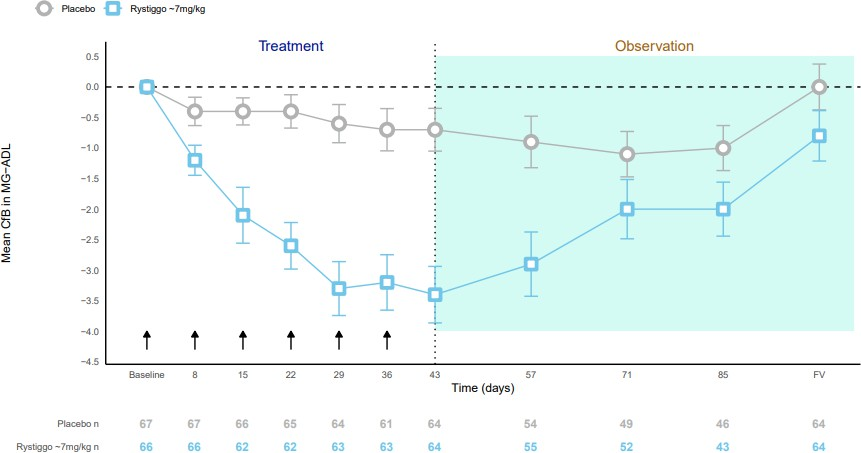 Placebo Rystiggo ~7mg/kg
Treatment Observation
Mean CfB in MG−ADL
0.5
0.0
−0.5
−1.0
−1.5
−2.0
−2.5
−3.0
−3.5
−4.0
−4.5
Baseline 8 15 22 29 36 43 57 71 85 FV
Time (days)
Placebo n 67 67 66 65 64 61 64 54 49 46 64
Rystiggo ~7mg/kg n 66 66 62 62 63 63 64 55 52 43 64